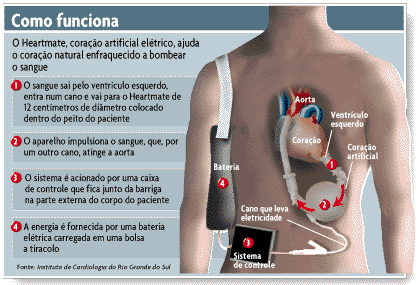 Como funciona
O Heartmate, coração artificial elétrico, ajuda
o coração natural enfraquecido a bombear
o sangue
1 O sangue sai pelo ventrículo esquerdo,
entra num cano e vai para o Heartmate de
12 centímetros de diâmetro colocado
dentro do peito do paciente
2 O aparelho impulsiona o sangue, que, por
um outro cano, atinge a aorta
3 O sistema é acionado por uma caixa
de controle que fica junto da barriga
na parte externa do corpo do paciente
4 A energia é fornecida por uma bateria
elétrica carregada em uma bolsa
a tiracolo
Fonte: Instituto de Cardiologia do Rio Grande do Sul
Aorta
Ventrículo
esquerdo
Coração
Coração
artificial
1
Bateria
4
2
Cano que leva
eletricidade
3
Sistema
de controle